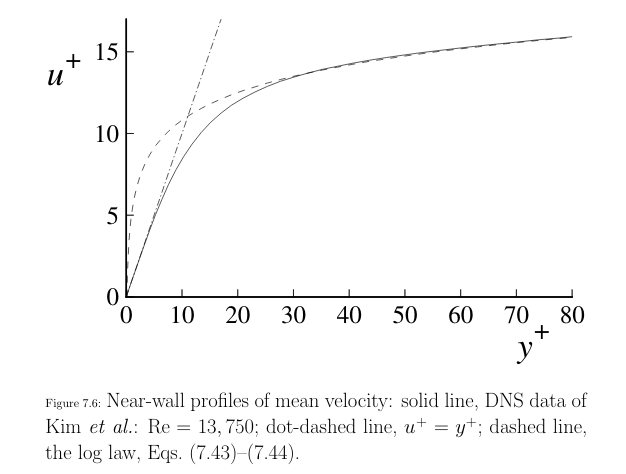 u⁺
15
10
5
0
0 10 20 30 40 50 60 70 80
y⁺
Figure 7.6: Near-wall profiles of mean velocity: solid line, DNS data of
Kim et al.: Re = 13,750; dot-dashed line, u⁺ = y⁺; dashed line,
the log law, Eqs. (7.43)–(7.44).